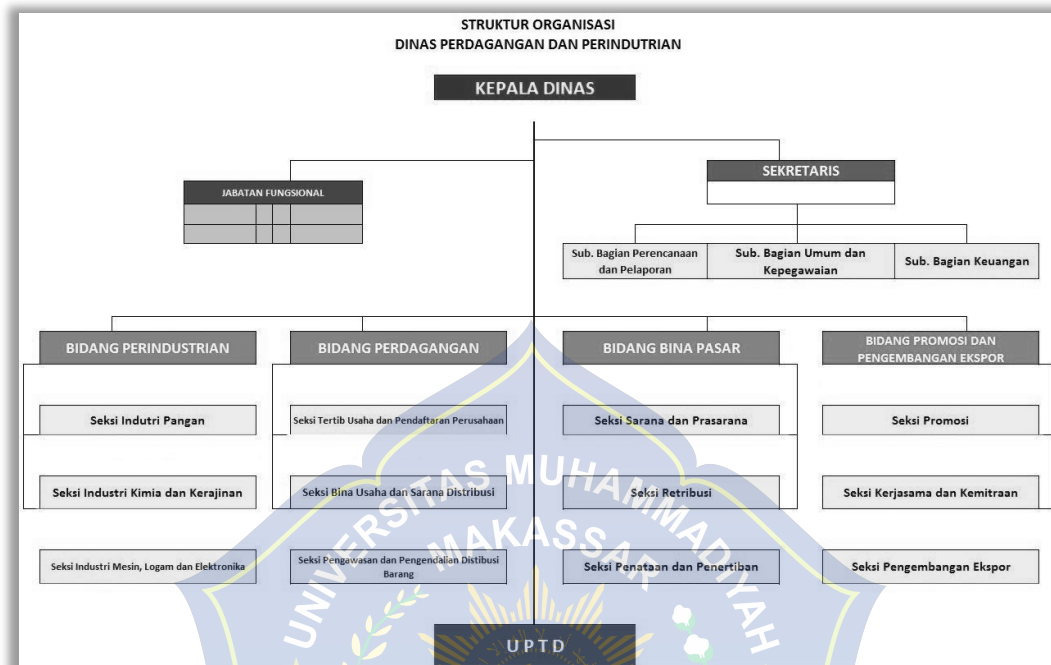 STRUKTUR ORGANISASI
DINAS PERDAGANGAN DAN PERINDUTRIAN
KEPALA DINAS
JABATAN FUNGSIONAL
SEKRETARIS
Sub. Bagian Perencanaan
dan Pelaporan
Sub. Bagian Umum dan
Kepegawaian
Sub. Bagian Keuangan
BIDANG PERINDUSTRIAN
BIDANG PERDAGANGAN
BIDANG BINA PASAR
BIDANG PROMOSI DAN
PENGEMBANGAN EKSPOR
Seksi Indutri Pangan
Seksi Tertib Usaha dan Pendaftaran Perusahaan
Seksi Sarana dan Prasarana
Seksi Promosi
Seksi Industri Kimia dan Kerajinan
Seksi Bina Usaha dan Sarana Distribusi
Seksi Retribusi
Seksi Kerjasama dan Kemitraan
Seksi Industri Mesin, Logam dan Elektronika
Seksi Pengawasan dan Pengendalian Distibusi
Barang
Seksi Penataan dan Penertiban
Seksi Pengembangan Ekspor
UPTD
UNIVERSITAS MUHAMMADIYAH
MAKASSAR